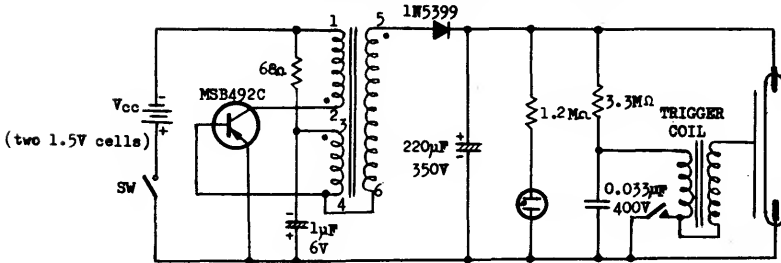 1N5399
1
5
68Ω
MSB492C
Vcc
-
+
(two 1.5V cells)
2
3
SW
4
6
-
+
1μF
6V
+
-
220μF
350V
1.2MΩ
3.3MΩ
TRIGGER
COIL
0.033μF
400V